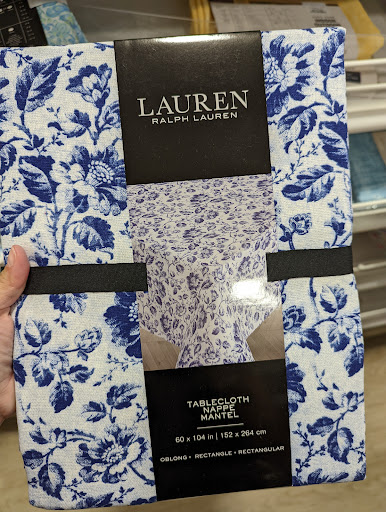 LAUREN
RALPH LAUREN
TABLECLOTH
NAPPE
MANTEL
60 x 104 in | 152 x 264 cm
OBLONG • RECTANGLE • RECTANGULAR